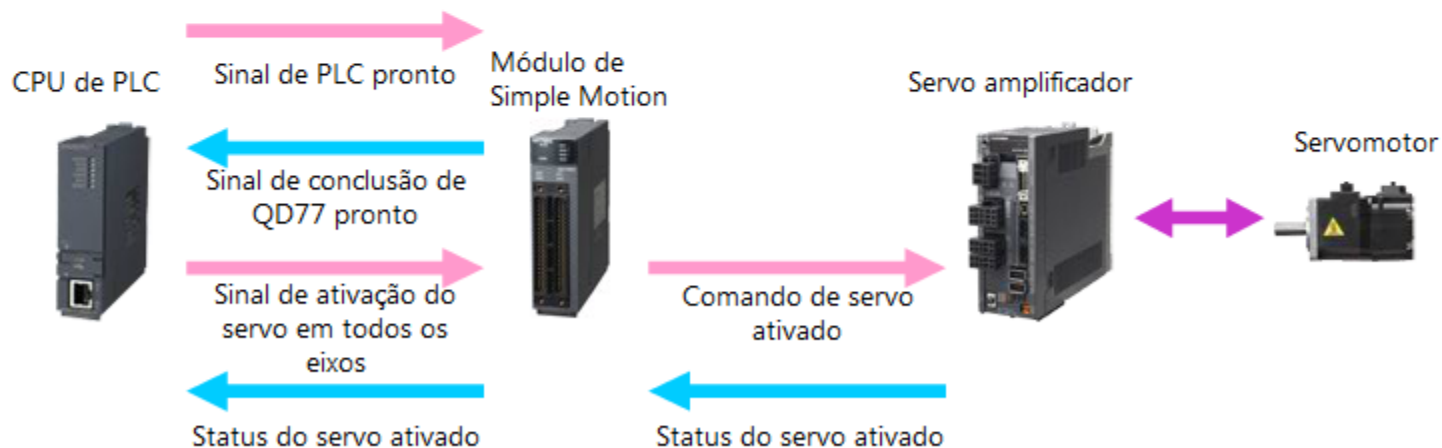 CPU de PLC
Sinal de PLC pronto
Módulo de
Simple Motion
Servo amplificador
Servomotor
Sinal de conclusão de
QD77 pronto
Sinal de ativação do
servo em todos os
eixos
Comando de servo
ativado
Status do servo ativado
Status do servo ativado